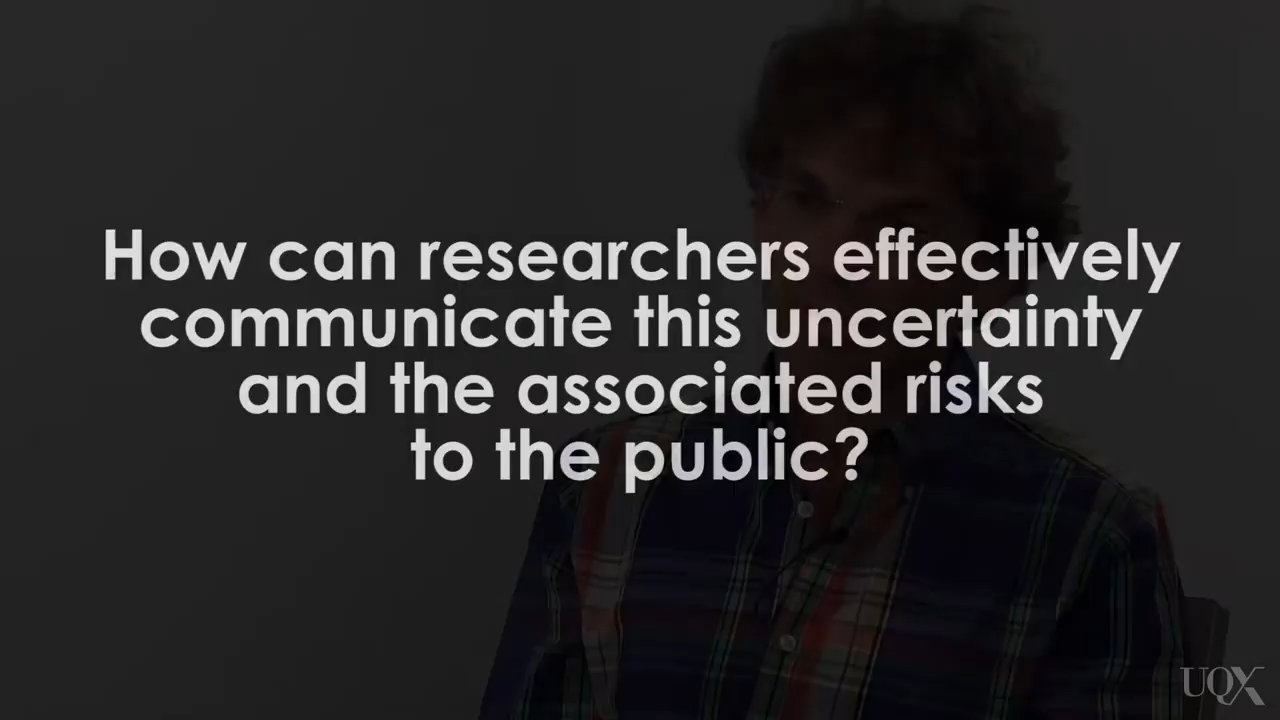 How can researchers effectively
communicate this uncertainty
and the associated risks
to the public?
UQX